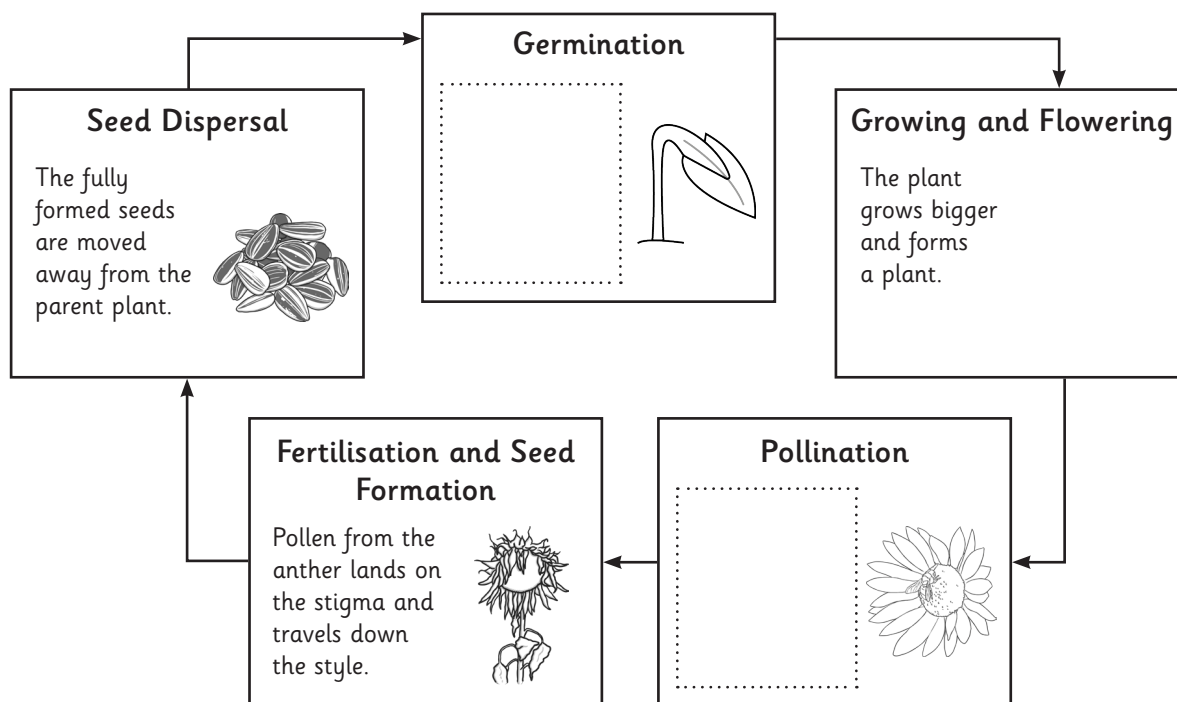 Germination
Seed Dispersal
The fully
formed seeds
are moved
away from the
parent plant.
Growing and Flowering
The plant
grows bigger
and forms
a plant.
Fertilisation and Seed
Formation
Pollen from the
anther lands on
the stigma and
travels down
the style.
Pollination